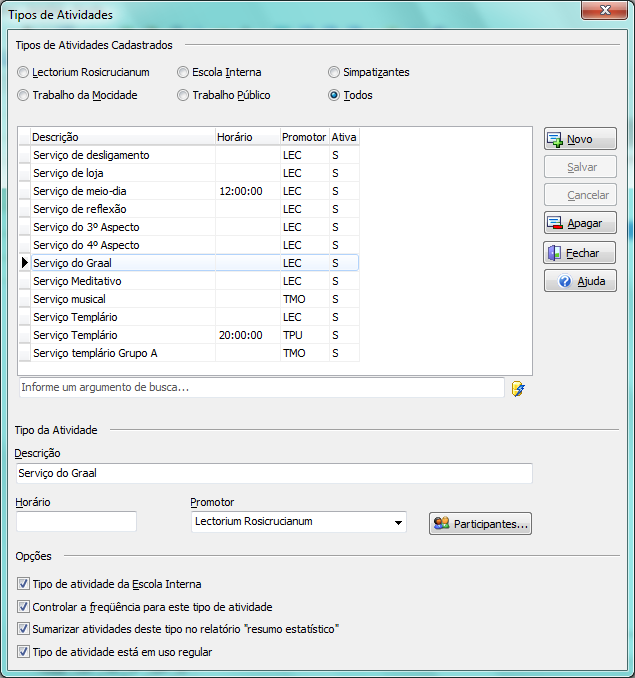 Tipos de Atividades
Tipos de Atividades Cadastrados
Lectorium Rosicrucianum Escola Interna Simpatizantes
Trabalho da Mocidade Trabalho Público Todos
Descrição Horário Promotor Ativa
Serviço de desligamento LEC S
Serviço de loja LEC S
Serviço de meio-dia 12:00:00 LEC S
Serviço de reflexão LEC S
Serviço do 3º Aspecto LEC S
Serviço do 4º Aspecto LEC S
Serviço do Graal LEC S
Serviço Meditativo LEC S
Serviço musical TMO S
Serviço Templário LEC S
Serviço Templário 20:00:00 TPU S
Serviço templário Grupo A TMO S
Novo
Salvar
Cancelar
Apagar
Fechar
Ajuda
Informe um argumento de busca...
Tipo da Atividade
Descrição
Serviço do Graal
Horário Promotor
Lectorium Rosicrucianum Participantes...
Opções
Tipo de atividade da Escola Interna
Controlar a freqüência para este tipo de atividade
Sumarizar atividades deste tipo no relatório "resumo estatístico"
Tipo de atividade está em uso regular